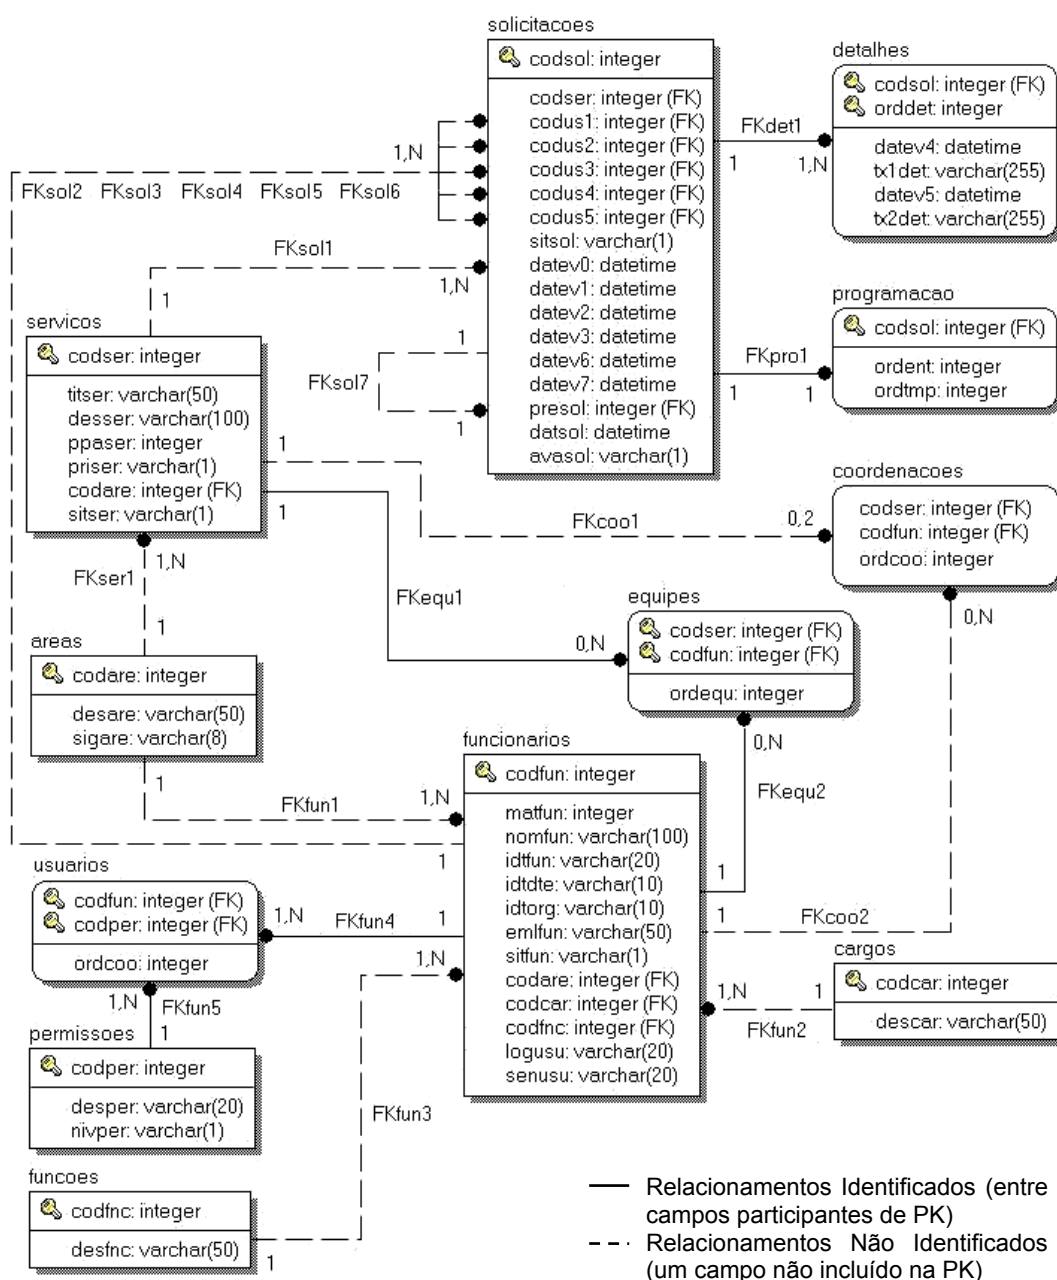 solicitacoes
codsol: integer
codser: integer (FK)
codus1: integer (FK)
codus2: integer (FK)
codus3: integer (FK)
codus4: integer (FK)
codus5: integer (FK)
sitsol: varchar(1)
datev0: datetime
datev1: datetime
datev2: datetime
datev3: datetime
datev6: datetime
datev7: datetime
presol: integer (FK)
datsol: datetime
avasol: varchar(1)
detalhes
codsol: integer (FK)
orddet: integer
datev4: datetime
tx1det: varchar(255)
datev5: datetime
tx2det: varchar(255)
FKdet1
1
1,N
1,N
FKsol2 FKsol3 FKsol4 FKsol5 FKsol6
FKsol1
1
1,N
1
FKsol7
1
programacao
codsol: integer (FK)
ordent: integer
ordtmp: integer
FKpro1
1
1
servicos
codser: integer
titser: varchar(50)
desser: varchar(100)
ppaser: integer
priser: varchar(1)
codare: integer (FK)
sitser: varchar(1)
1
1
coordenacoes
codser: integer (FK)
codfun: integer (FK)
ordcoo: integer
FKcoo1
0,2
0,N
1,N
FKser1
1
FKequ1
0,N
equipes
codser: integer (FK)
codfun: integer (FK)
ordequ: integer
0,N
FKequ2
1
areas
codare: integer
desare: varchar(50)
sigare: varchar(8)
1
FKfun1
1,N
1
funcionarios
codfun: integer
matfun: integer
nomfun: varchar(100)
idtfun: varchar(20)
idtdte: varchar(10)
idtorg: varchar(10)
emlfun: varchar(50)
sitfun: varchar(1)
codare: integer (FK)
codcar: integer (FK)
codfnc: integer (FK)
logusu: varchar(20)
senusu: varchar(20)
1
FKcoo2
usuarios
codfun: integer (FK)
codper: integer (FK)
ordcoo: integer
1,N
FKfun4
1
1,N
cargos
codcar: integer
descar: varchar(50)
1,N
1
FKfun2
1,N
FKfun5
1
permissoes
codper: integer
desper: varchar(20)
nivper: varchar(1)
FKfun3
funcoes
codfnc: integer
desfnc: varchar(50)
1
Relacionamentos Identificados (entre
campos participantes de PK)
Relacionamentos Não Identificados
(um campo não incluído na PK)